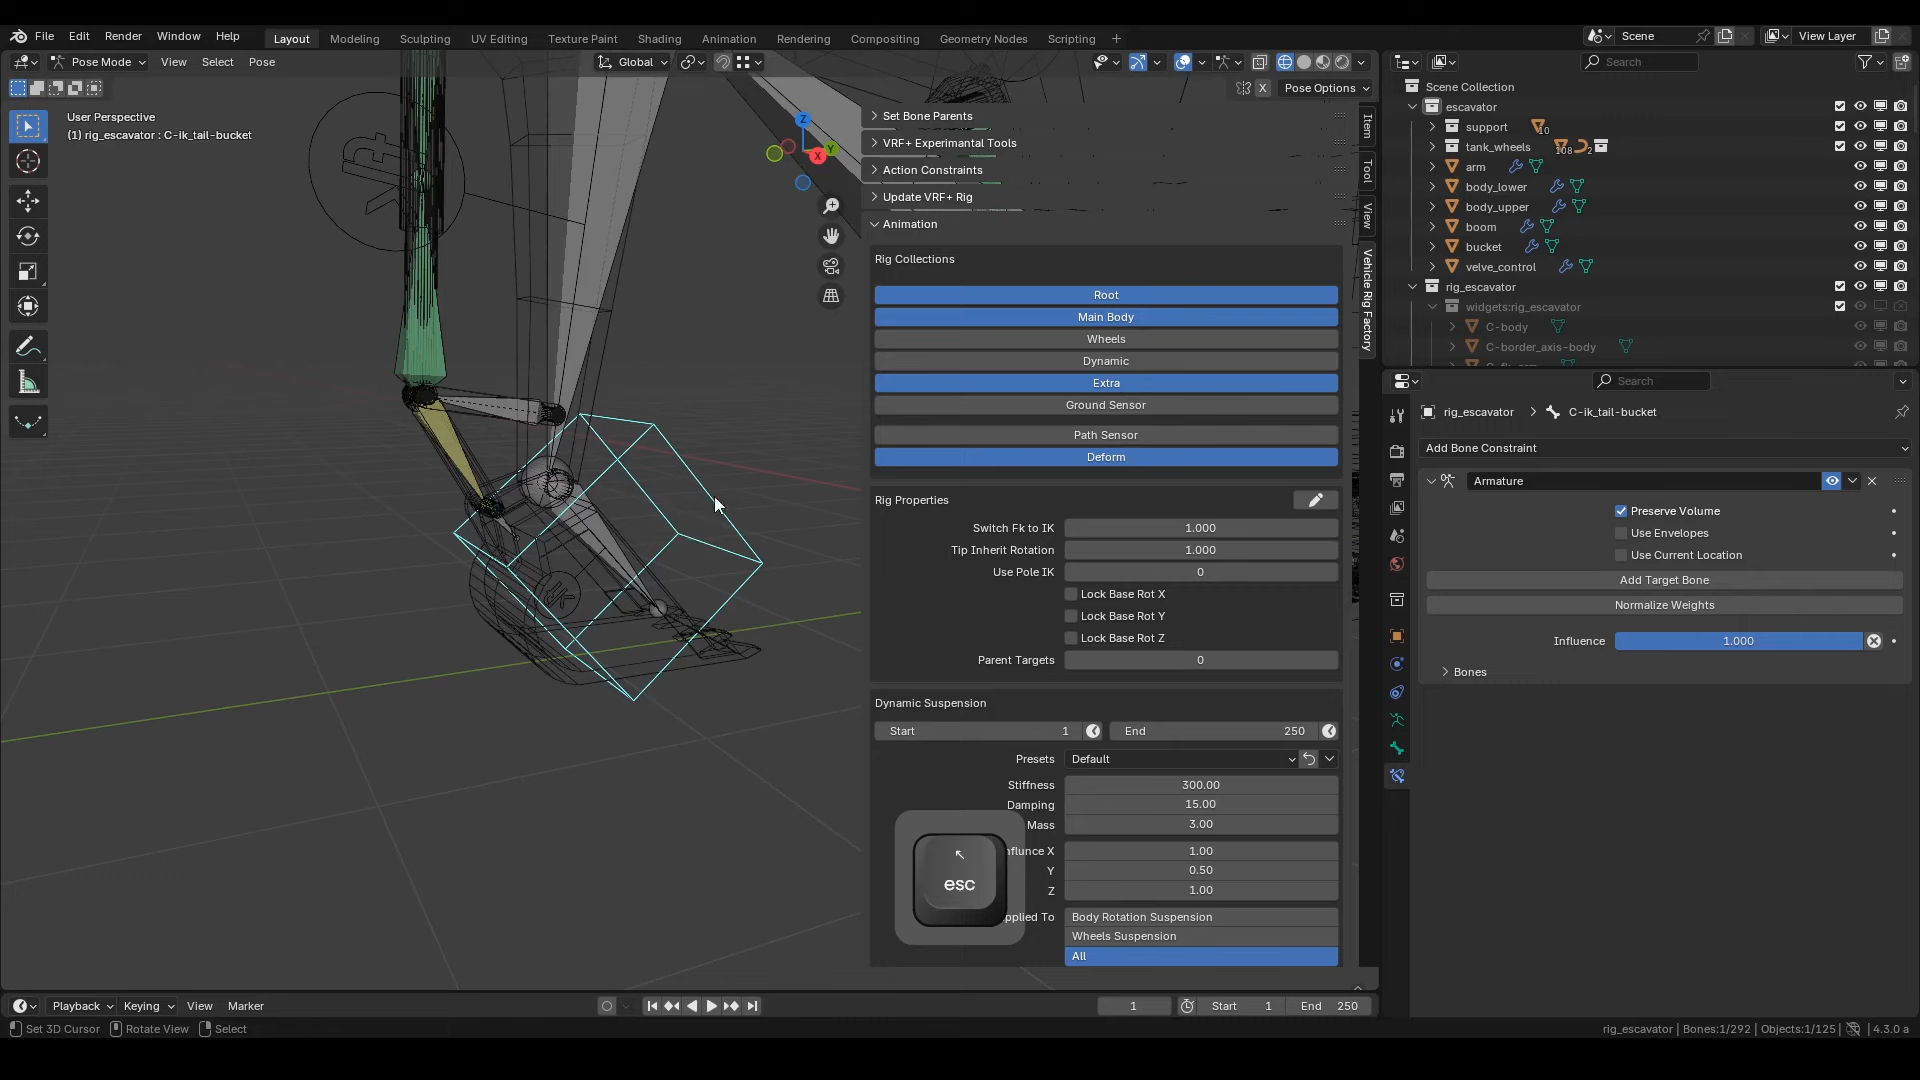 File Edit Render Window Help
Layout Modeling Sculpting UV Editing Texture Paint Shading Animation Rendering Compositing Geometry Nodes Scripting +
Scene View Layer
Pose Mode View Select Pose Global
Search
X Pose Options
User Perspective
(1) rig_escavator : C-ik_tail-bucket
Z
Y
X
Set Bone Parents
VRF+ Experimental Tools
Action Constraints
Update VRF+ Rig
Animation
Rig Collections
Root
Main Body
Wheels
Dynamic
Extra
Ground Sensor
Path Sensor
Deform
Rig Properties
Switch Fk to IK 1.000
Tip Inherit Rotation 1.000
Use Pole IK 0
Lock Base Rot X
Lock Base Rot Y
Lock Base Rot Z
Parent Targets 0
Dynamic Suspension
Start 1 End 250
Presets Default
Stiffness 300.00
Damping 15.00
Mass 3.00
1.00
Y 0.50
Z 1.00
Body Rotation Suspension
Wheels Suspension
All
esc
Item
Tool
View
Vehicle Rig Factory
Scene Collection
escavator
support 10
tank_wheels 108 2
arm
body_lower
body_upper
boom
bucket
velve_control
rig_escavator
widgets:rig_escavator
C-body
C-border_axis-body
Search
rig_escavator C-ik_tail-bucket
Add Bone Constraint
Armature
Preserve Volume
Use Envelopes
Use Current Location
Add Target Bone
Normalize Weights
Influence 1.000
Bones
Playback Keying View Marker 1 Start 1 End 250
Set 3D Cursor Rotate View Select rig_escavator | Bones:1/292 | Objects:1/125 | 4.3.0 a